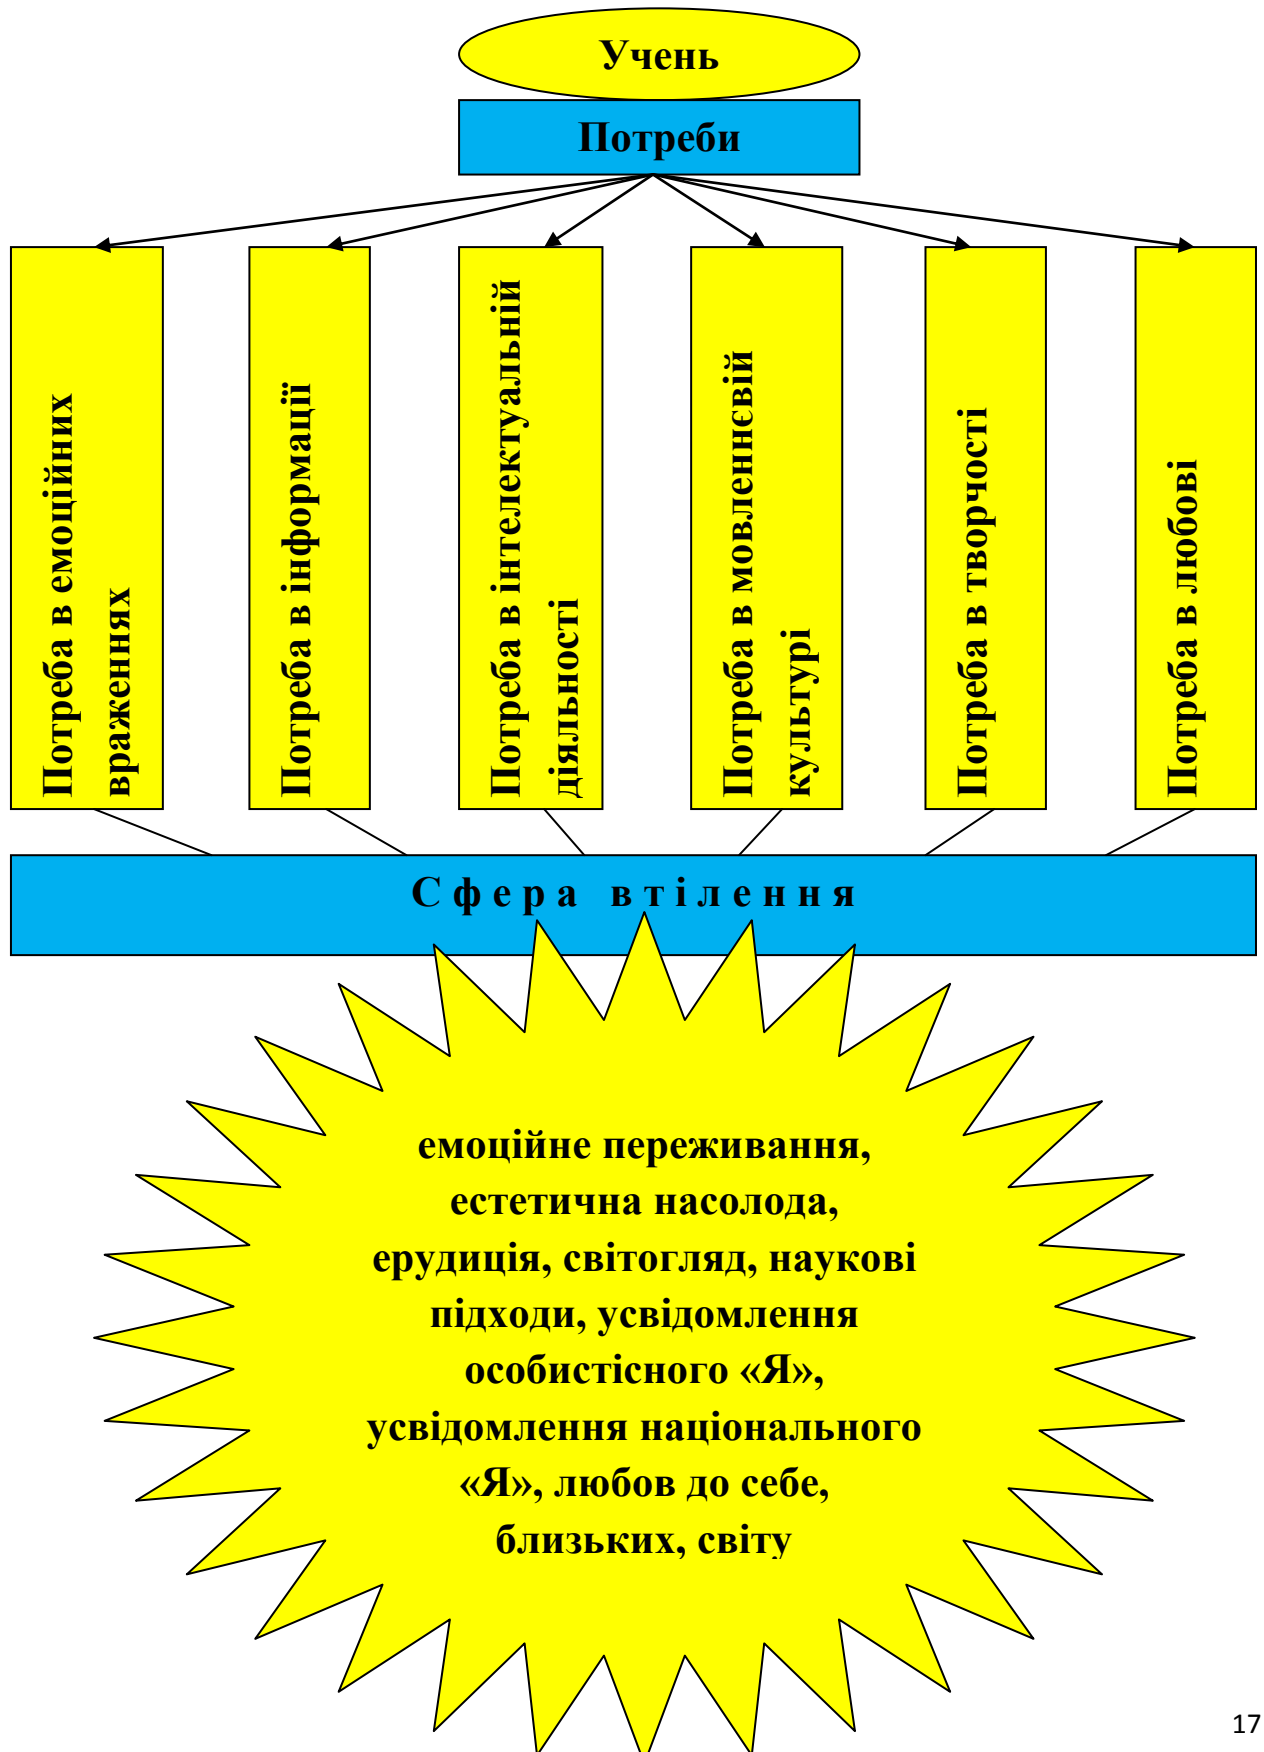 Учень
Потреби
Потреба в емоційних
враженнях
Потреба в інформації
Потреба в інтелектуальній
діяльності
Потреба в мовленнєвій
культурі
Потреба в творчості
Потреба в любові
Сфера втілення
емоційне переживання,
естетична насолода,
ерудиція, світогляд, наукові
підходи, усвідомлення
особистісного «Я»,
усвідомлення національного
«Я», любов до себе,
близьких, світу
17